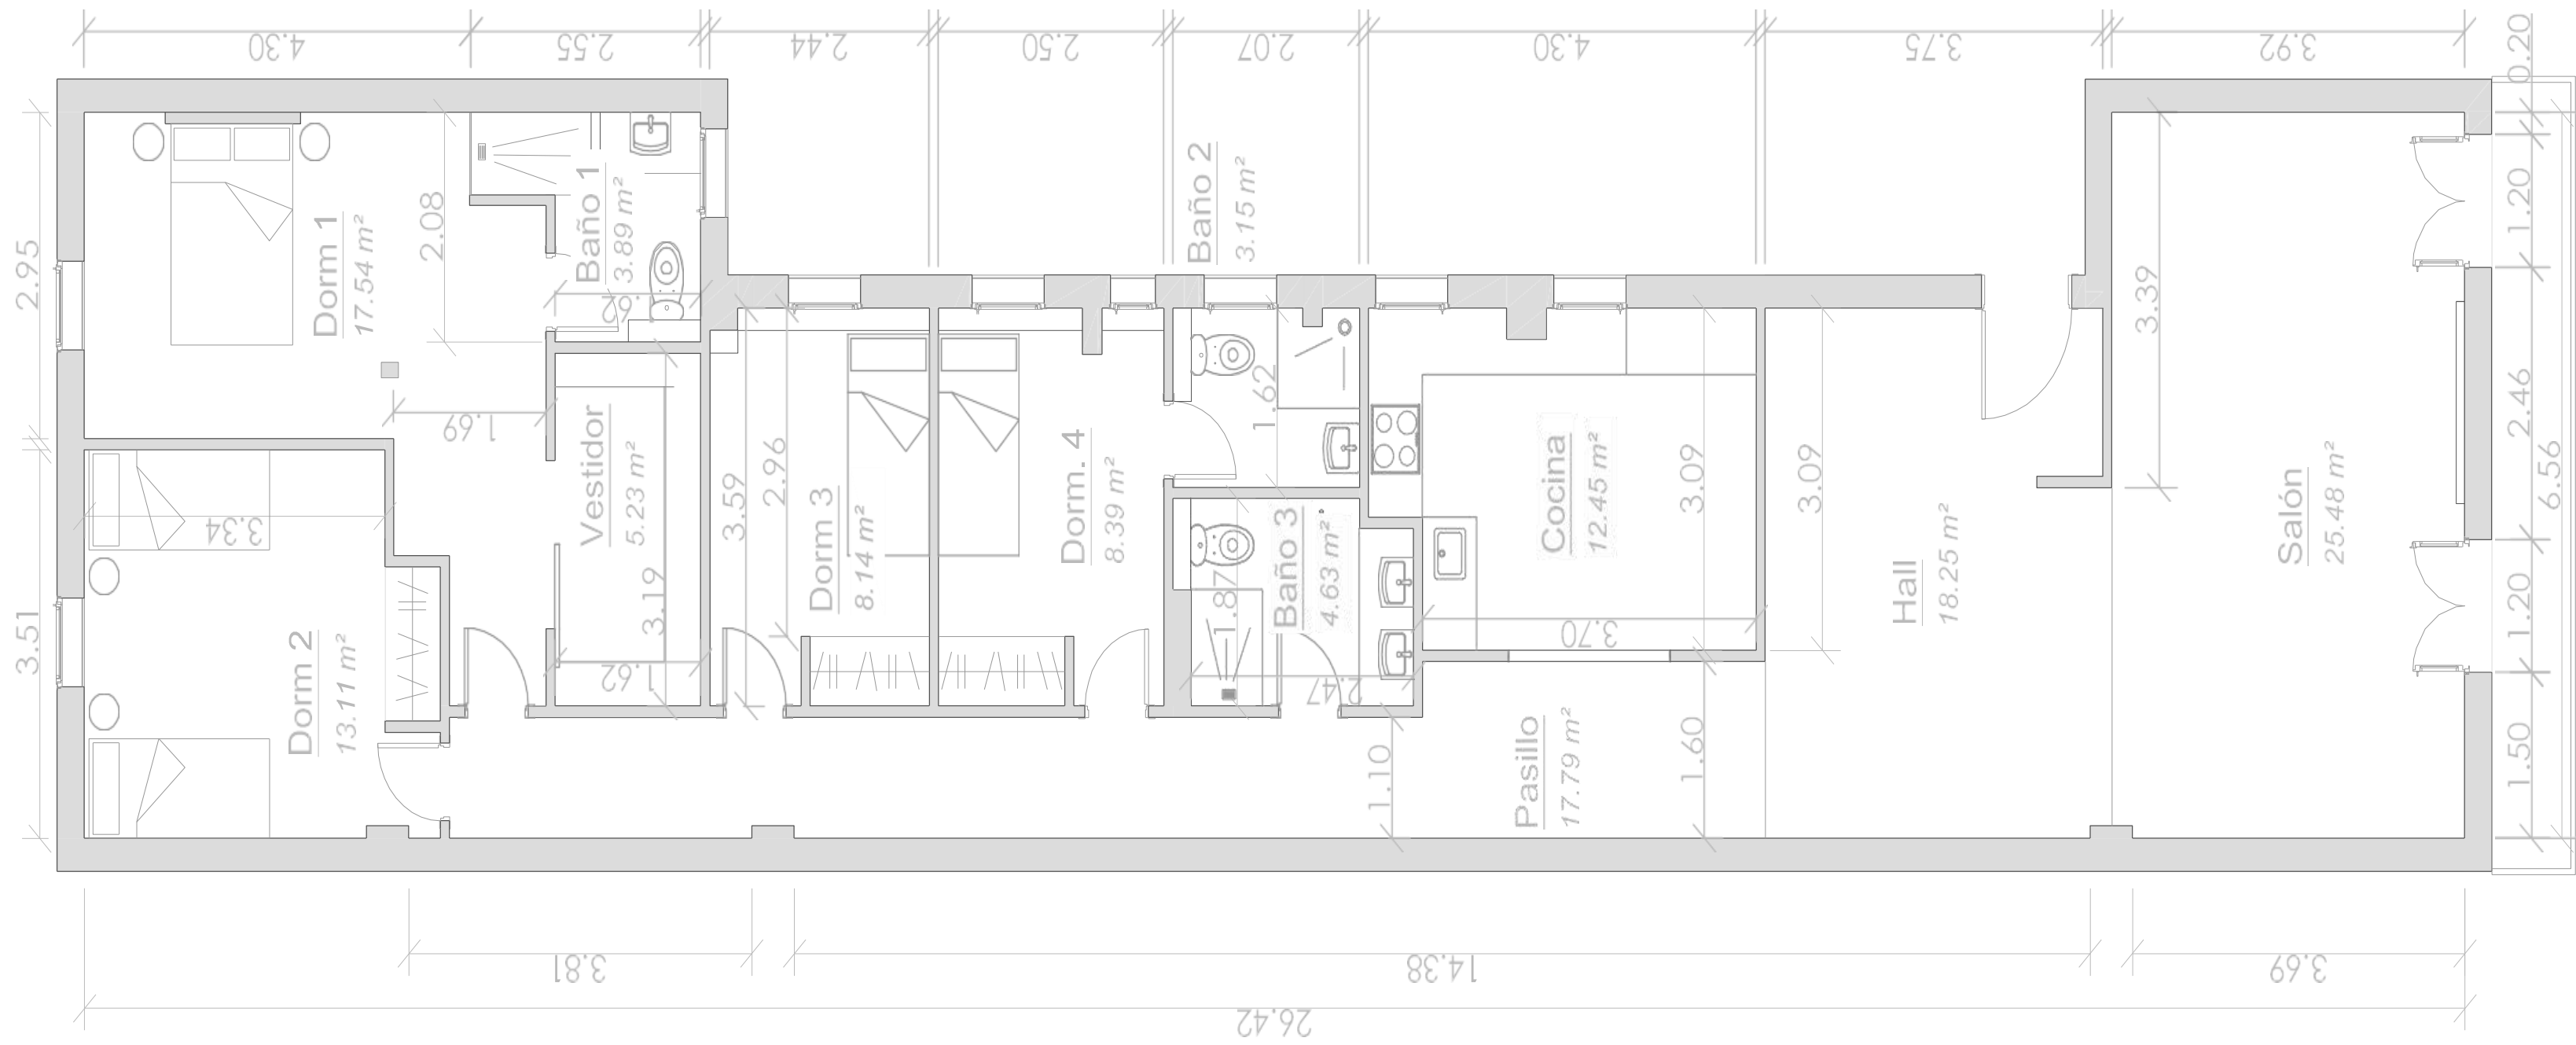 4.30
2.55
2.44
2.50
2.07
4.30
3.75
3.92
0.20
2.95
3.51
Dorm 1
17.54 m²
2.08
Baño 1
3.89 m²
1.62
1.69
Baño 2
3.15 m²
1.62
3.39
1.20
2.46
6.56
1.20
1.50
Dorm 2
13.11 m²
3.34
Vestidor
5.23 m²
3.19
1.62
3.59
2.96
Dorm 3
8.14 m²
Dorm. 4
8.39 m²
Baño 3
4.63 m²
1.87
2.47
Cocina
12.45 m²
3.09
3.70
3.09
Hall
18.25 m²
Salón
25.48 m²
1.10
Pasillo
17.79 m²
1.60
3.81
14.38
3.69
26.42